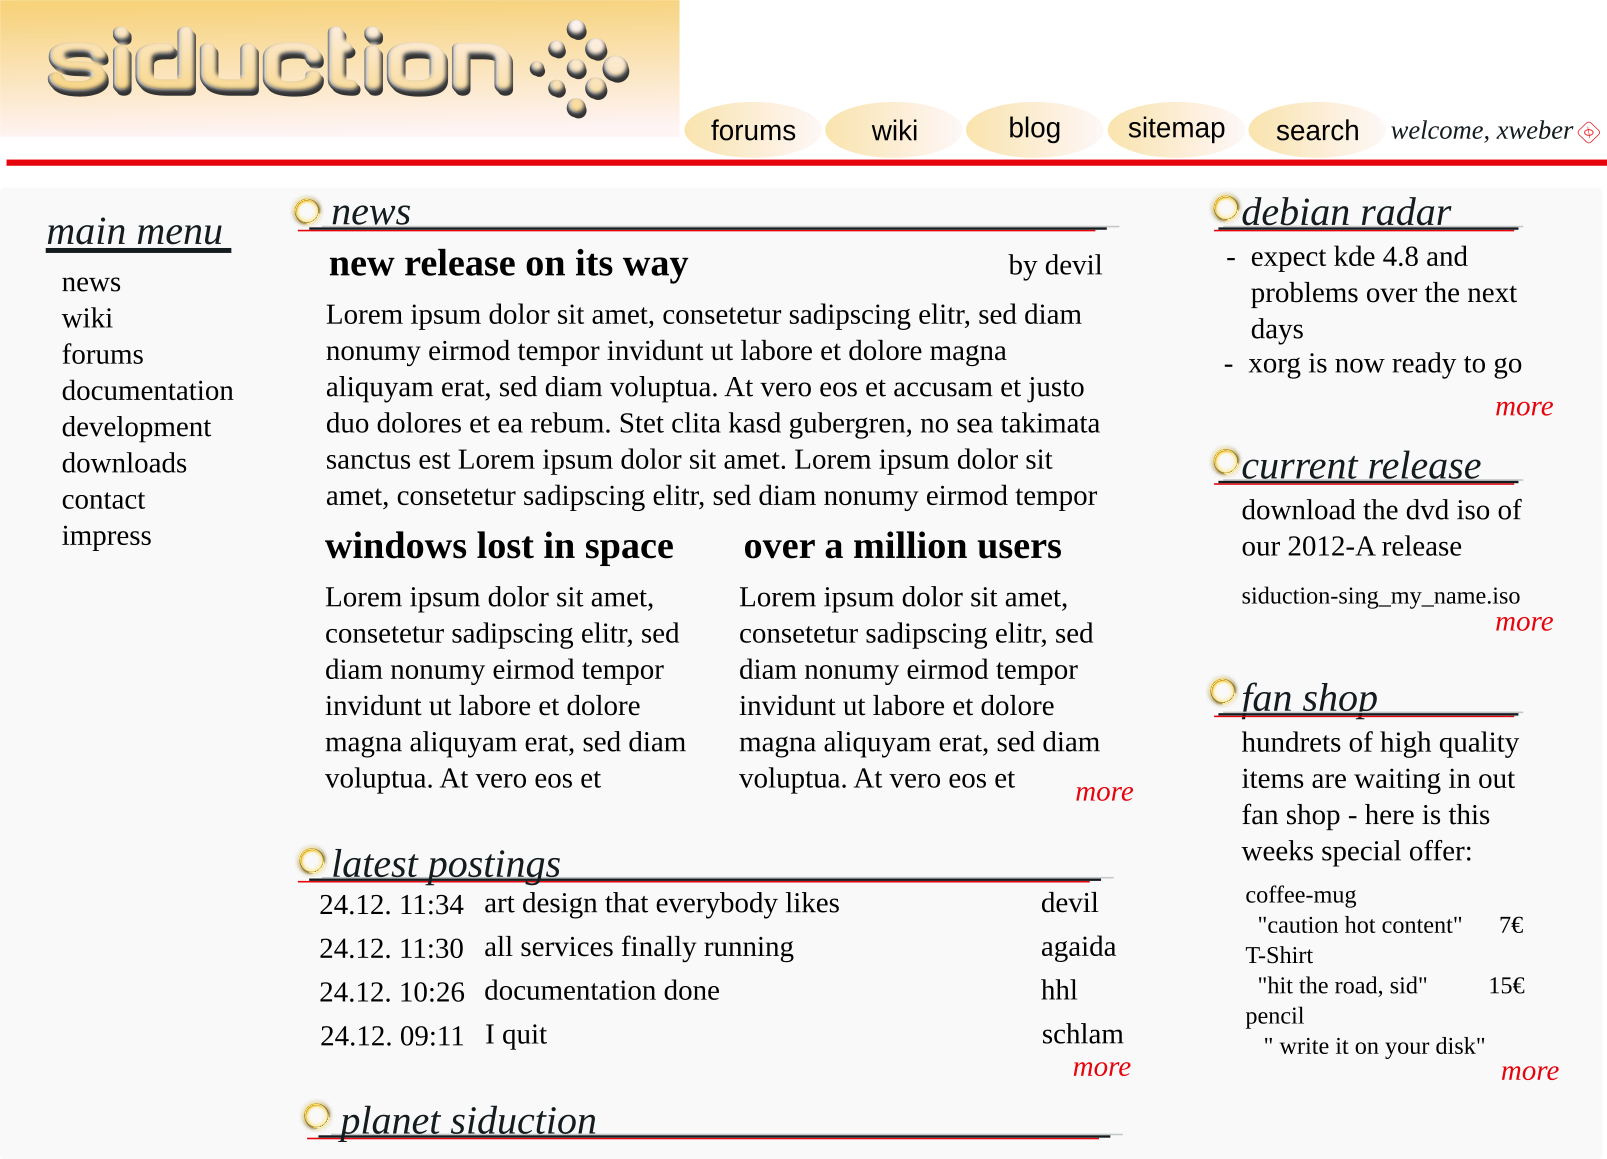 siduction
forums
wiki
blog
sitemap
search
welcome, xweber
main menu
news
wiki
forums
documentation
development
downloads
contact
impress
news
new release on its way
by devil
Lorem ipsum dolor sit amet, consetetur sadipscing elitr, sed diam
nonumy eirmod tempor invidunt ut labore et dolore magna
aliquyam erat, sed diam voluptua. At vero eos et accusam et justo
duo dolores et ea rebum. Stet clita kasd gubergren, no sea takimata
sanctus est Lorem ipsum dolor sit amet. Lorem ipsum dolor sit
amet, consetetur sadipscing elitr, sed diam nonumy eirmod tempor
windows lost in space
Lorem ipsum dolor sit amet,
consetetur sadipscing elitr, sed
diam nonumy eirmod tempor
invidunt ut labore et dolore
magna aliquyam erat, sed diam
voluptua. At vero eos et
over a million users
Lorem ipsum dolor sit amet,
consetetur sadipscing elitr, sed
diam nonumy eirmod tempor
invidunt ut labore et dolore
magna aliquyam erat, sed diam
voluptua. At vero eos et
more
latest postings
24.12. 11:34 art design that everybody likes devil
24.12. 11:30 all services finally running agaida
24.12. 10:26 documentation done hhl
24.12. 09:11 I quit schlam
more
planet siduction
debian radar
- expect kde 4.8 and
problems over the next
days
- xorg is now ready to go
more
current release
download the dvd iso of
our 2012-A release
siduction-sing_my_name.iso
more
fan shop
hundrets of high quality
items are waiting in out
fan shop - here is this
weeks special offer:
coffee-mug
"caution hot content" 7€
T-Shirt
"hit the road, sid" 15€
pencil
" write it on your disk"
more